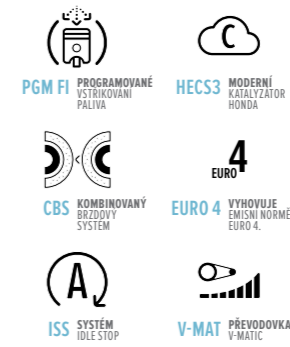 PGM FI PROGRAMOVANÉ
VSTŘIKOVÁNÍ
PALIVA
C
HECS3 MODERNÍ
KATALYZÁTOR
HONDA
CBS KOMBINOVANÝ
BRZDOVÝ
SYSTÉM
EURO 4
EURO 4 VYHOVUJE
EMISNÍ NORMĚ
EURO 4.
A
ISS SYSTÉM
IDLE STOP
V-MAT PŘEVODOVKA
V-MATIC